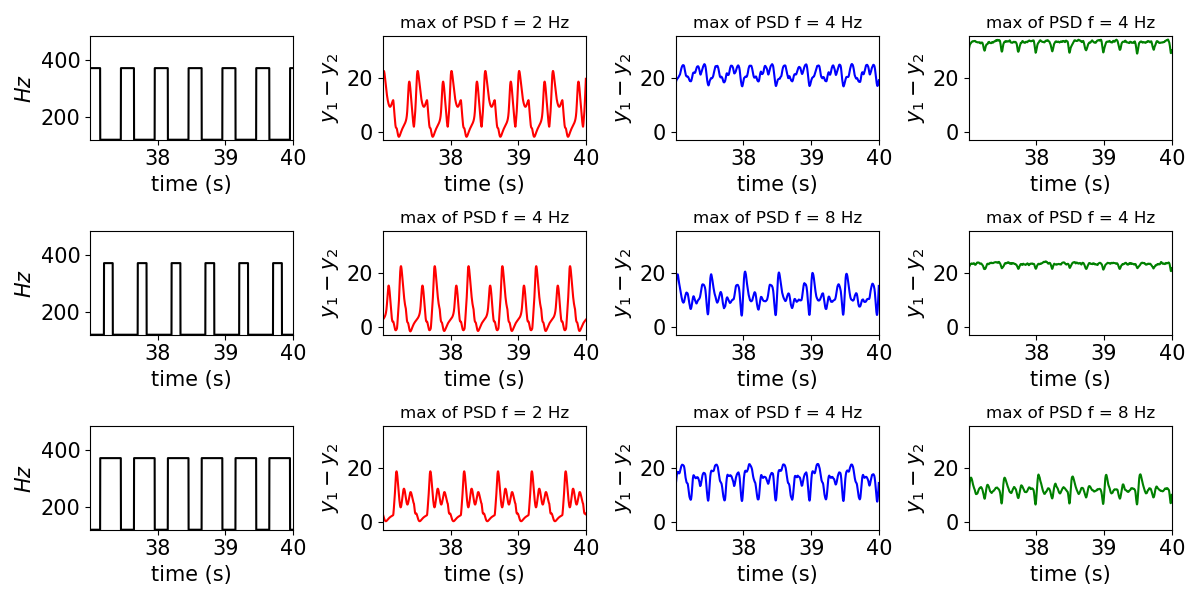 max of PSD f = 2 Hz
max of PSD f = 4 Hz
max of PSD f = 4 Hz
Hz
400
200
38 39 40
time (s)
y₁ − y₂
20
0
38 39 40
time (s)
y₁ − y₂
20
0
38 39 40
time (s)
y₁ − y₂
20
0
38 39 40
time (s)
max of PSD f = 4 Hz
max of PSD f = 8 Hz
max of PSD f = 4 Hz
Hz
400
200
38 39 40
time (s)
y₁ − y₂
20
0
38 39 40
time (s)
y₁ − y₂
20
0
38 39 40
time (s)
y₁ − y₂
20
0
38 39 40
time (s)
max of PSD f = 2 Hz
max of PSD f = 4 Hz
max of PSD f = 8 Hz
Hz
400
200
38 39 40
time (s)
y₁ − y₂
20
0
38 39 40
time (s)
y₁ − y₂
20
0
38 39 40
time (s)
y₁ − y₂
20
0
38 39 40
time (s)